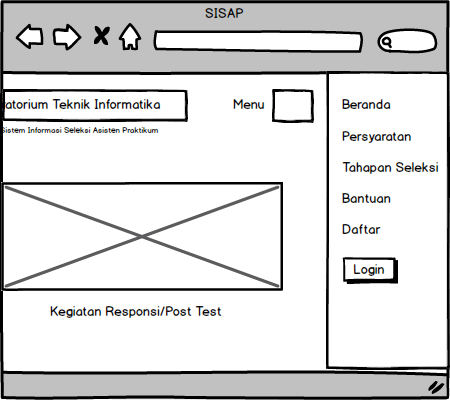 SISAP
atorium Teknik Informatika
Menu
Sistem Informasi Seleksi Asisten Praktikum
Kegiatan Responsi/Post Test
Beranda
Persyaratan
Tahapan Seleksi
Bantuan
Daftar
Login